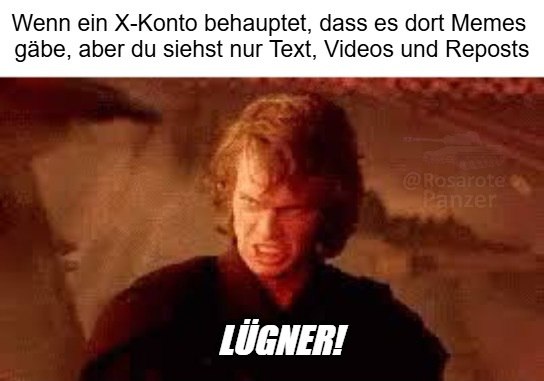 Wenn ein X-Konto behauptet, dass es dort Memes
gäbe, aber du siehst nur Text, Videos und Reposts
@Rosarote
Panzer
LÜGNER!